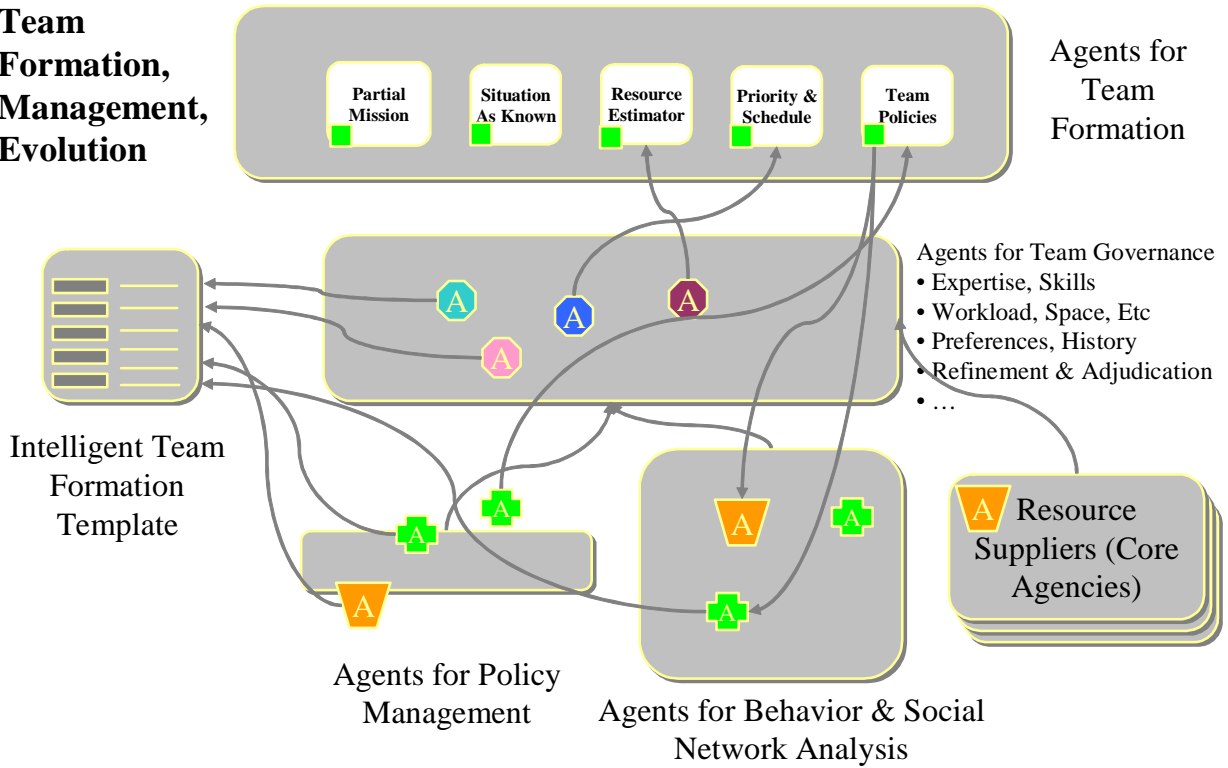 Team
Formation,
Management,
Evolution
Partial
Mission
Situation
As Known
Resource
Estimator
Priority &
Schedule
Team
Policies
Agents for
Team
Formation
A
A
A
A
Agents for Team Governance
• Expertise, Skills
• Workload, Space, Etc
• Preferences, History
• Refinement & Adjudication
• …
Intelligent Team
Formation
Template
A
A
A
Agents for Policy
Management
A
A
A
Agents for Behavior & Social
Network Analysis
A
Resource
Suppliers (Core
Agencies)